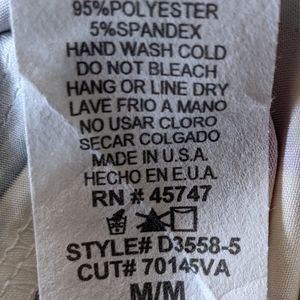 95%POLYESTER
5%SPANDEX
HAND WASH COLD
DO NOT BLEACH
HANG OR LINE DRY
LAVE FRIO A MANO
NO USAR CLORO
SECAR COLGADO
MADE IN U.S.A.
HECHO EN E.U.A.
RN # 45747
STYLE# D3558-5
CUT# 70145VA
M/M